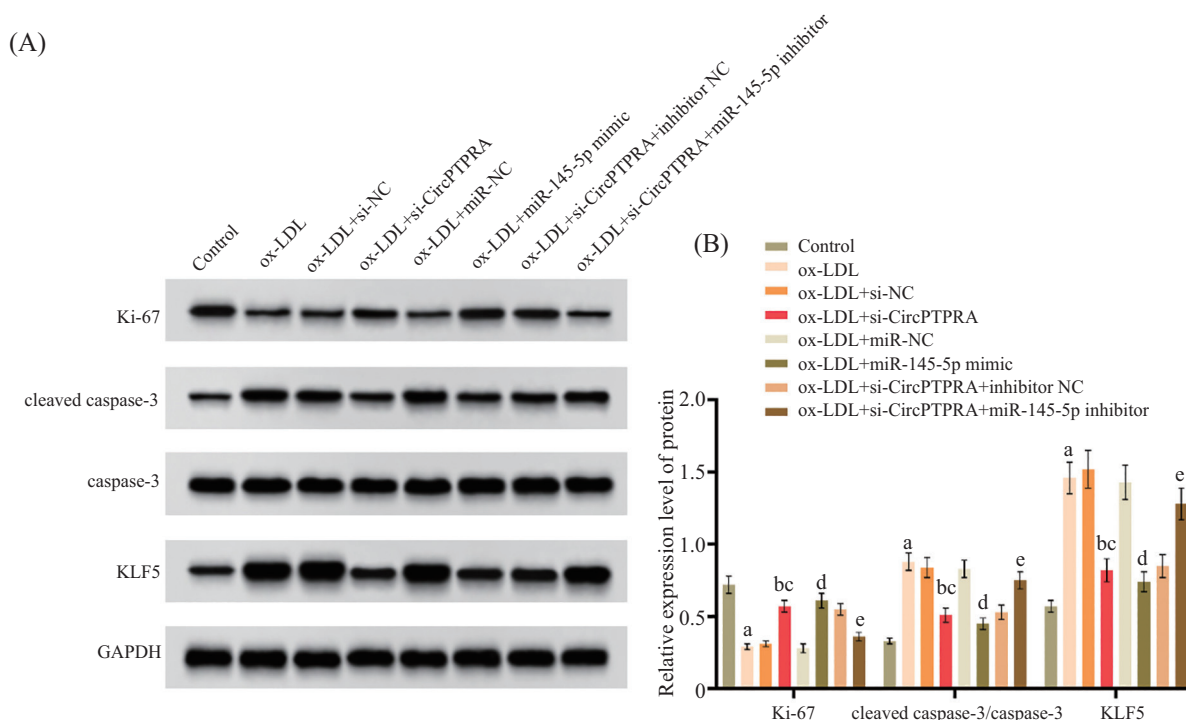 (A)
Control
ox-LDL
ox-LDL+si-NC
ox-LDL+si-CircPTPRA
ox-LDL+miR-NC
ox-LDL+miR-145-5p mimic
ox-LDL+si-CircPTPRA+inhibitor NC
ox-LDL+si-CircPTPRA+miR-145-5p inhibitor
Ki-67
cleaved caspase-3
caspase-3
KLF5
GAPDH
(B)
Control
ox-LDL
ox-LDL+si-NC
ox-LDL+si-CircPTPRA
ox-LDL+miR-NC
ox-LDL+miR-145-5p mimic
ox-LDL+si-CircPTPRA+inhibitor NC
ox-LDL+si-CircPTPRA+miR-145-5p inhibitor
Relative expression level of protein
2.0
1.5
1.0
0.5
0
a
bc
d
e
a
bc
d
e
a
bc
d
e
Ki-67
cleaved caspase-3/caspase-3
KLF5